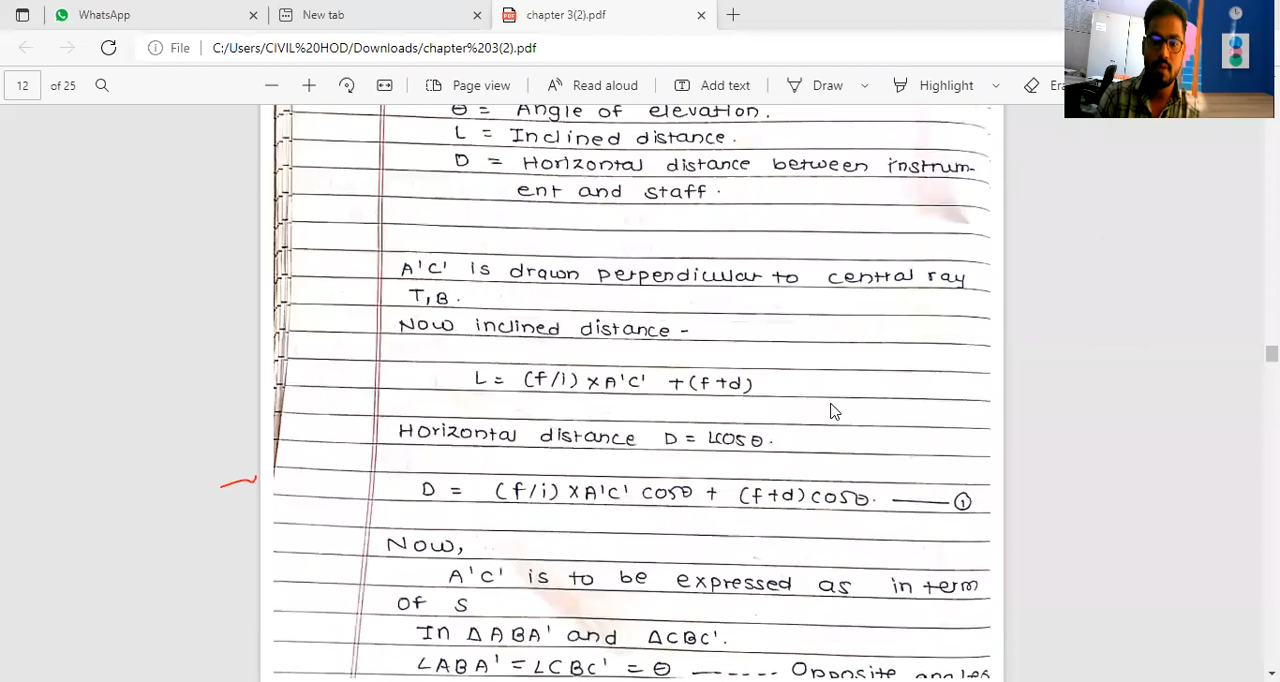 WhatsApp
New tab
chapter 3(2).pdf
File
C:/Users/CIVIL%20HOD/Downloads/chapter%203(2).pdf
12 of 25
Page view
Read aloud
Add text
Draw
Highlight
θ = Angle of elevation.
L = Inclined distance.
D = Horizontal distance between instrum-
ent and staff.
A'C' is drawn perpendicular to central ray
T,B.
Now inclined distance -
L = (f/i) × A'C' + (f+d)
Horizontal distance D = Lcosθ.
D = (f/i) × A'C' cosθ + (f+d) cosθ. —— ①
Now,
A'C' is to be expressed as in term
of S
In ΔABA' and ΔCBC'.
∠ABA' = ∠CBC' = θ ----- Opposite angles